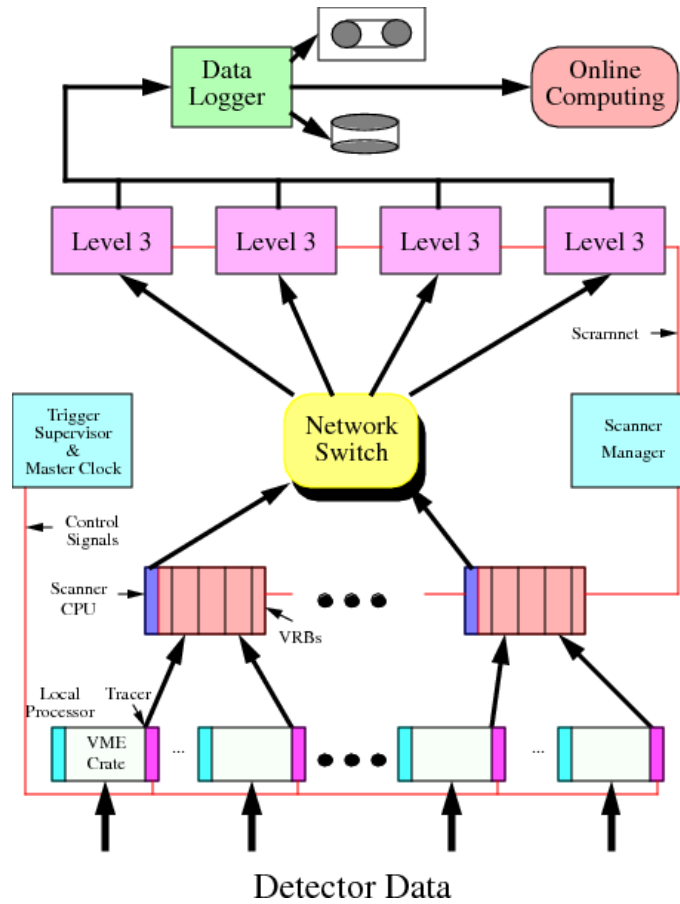 Data
Logger
Online
Computing
Level 3
Level 3
Level 3
Level 3
Scramnet
Trigger
Supervisor
&
Master Clock
Network
Switch
Scanner
Manager
Control
Signals
Scanner
CPU
VRBs
Local
Processor
Tracer
VME
Crate
...
...
Detector Data